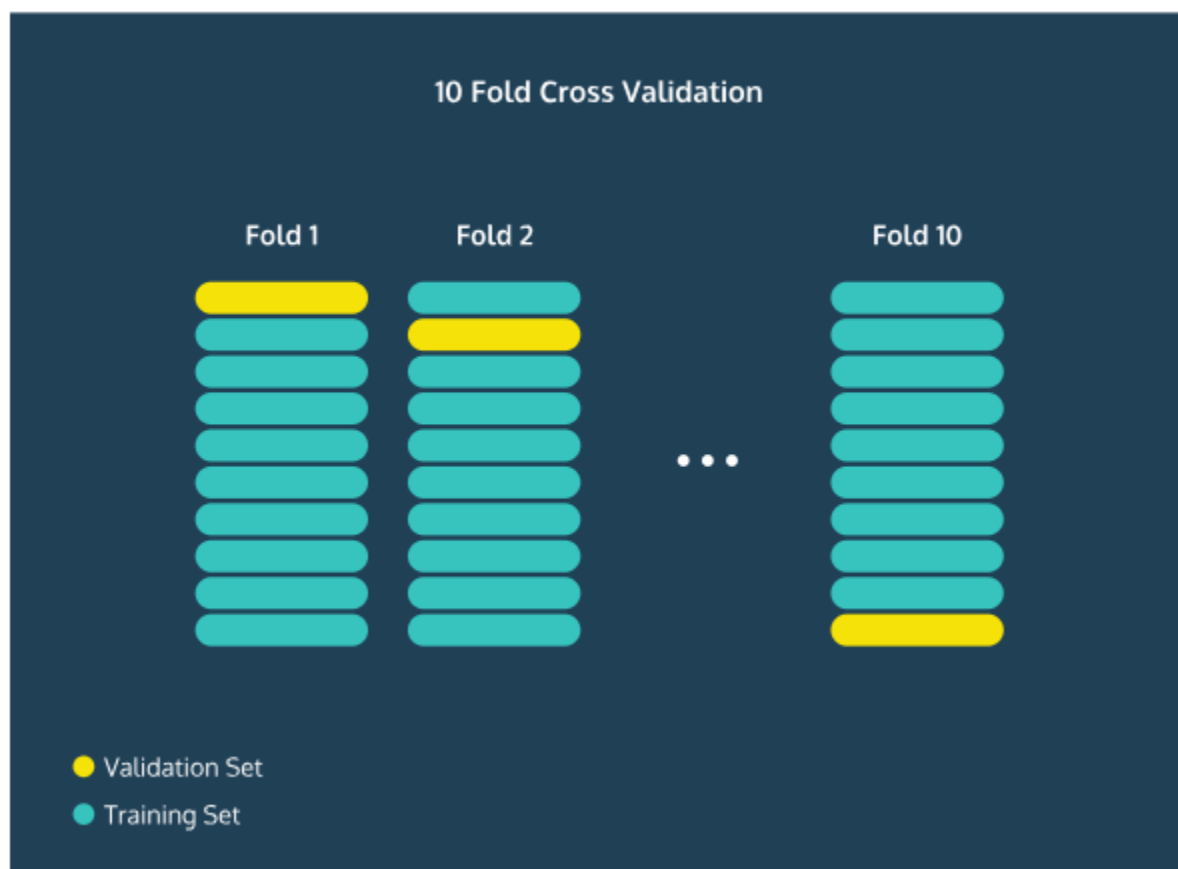 10 Fold Cross Validation
Fold 1
Fold 2
Fold 10
Validation Set
Training Set